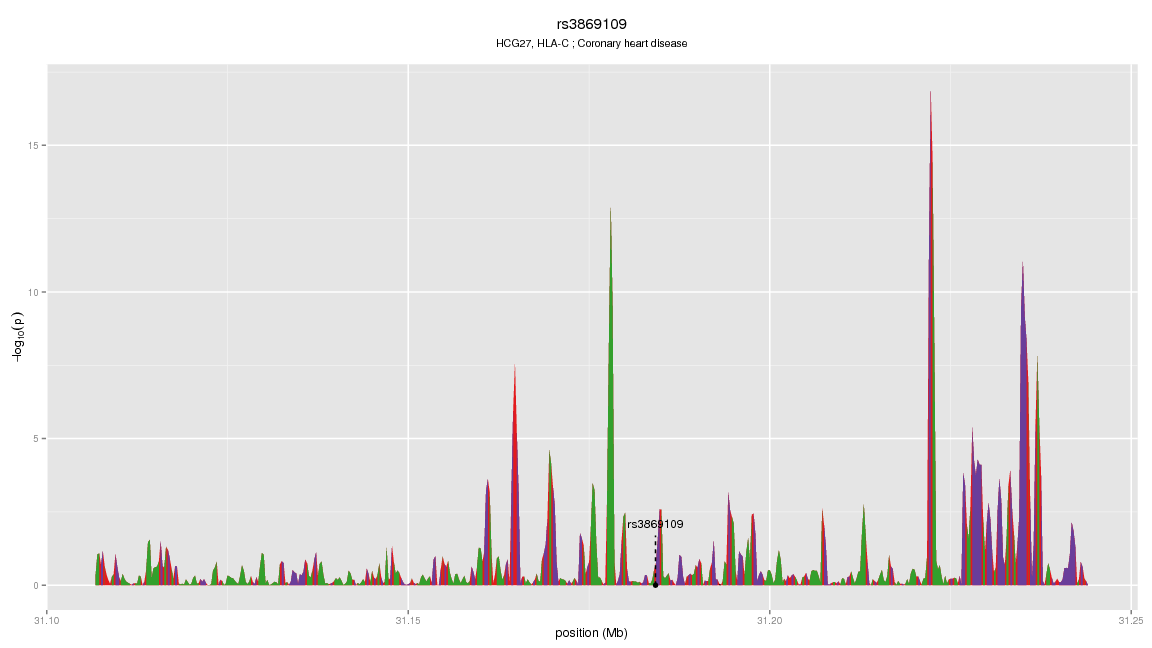 rs3869109
HCG27, HLA-C ; Coronary heart disease
15
10
5
0
−log10(p)
rs3869109
31.10
31.15
31.20
31.25
position (Mb)